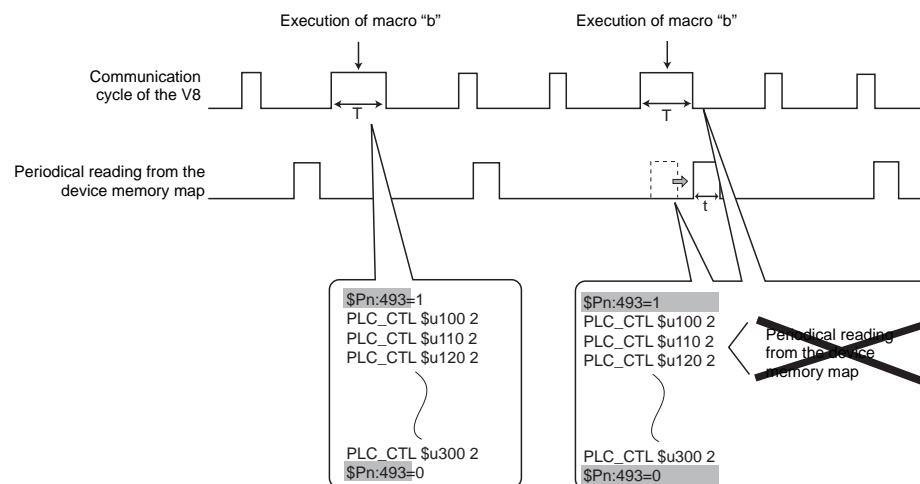 Execution of macro “b”
Execution of macro “b”
Communication
cycle of the V8
T
T
Periodical reading from the
device memory map
t
$Pn:493=1
PLC_CTL $u100 2
PLC_CTL $u110 2
PLC_CTL $u120 2
PLC_CTL $u300 2
$Pn:493=0
$Pn:493=1
PLC_CTL $u100 2
PLC_CTL $u110 2
PLC_CTL $u120 2
PLC_CTL $u300 2
$Pn:493=0
Periodical reading
from the device
memory map